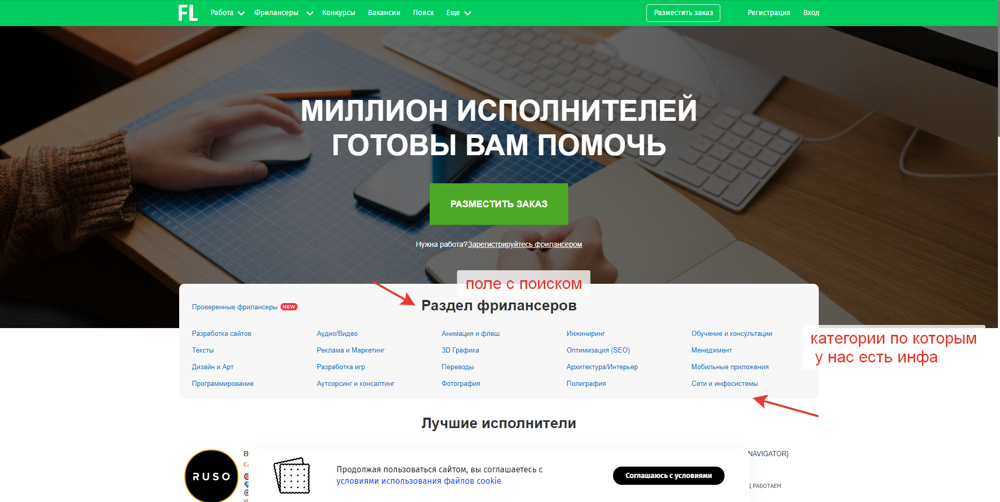 FL Работа Фрилансеры Конкурсы Вакансии Поиск Еще Разместить заказ Регистрация Вход
МИЛЛИОН ИСПОЛНИТЕЛЕЙ
ГОТОВЫ ВАМ ПОМОЧЬ
РАЗМЕСТИТЬ ЗАКАЗ
Нужна работа?Зарегистрируйтесь фрилансером
поле с поиском
Проверенные фрилансеры NEW
Раздел фрилансеров
Разработка сайтов Аудио/Видео Анимация и флеш Инжиниринг Обучение и консультации
Тексты Реклама и Маркетинг 3D Графика Оптимизация (SEO) Менеджмент
Дизайн и Арт Разработка игр Переводы Архитектура/Интерьер Мобильные приложения
Программирование Аутсорсинг и консалтинг Фотография Полиграфия Сети и инфосистемы
категории по которым
у нас есть инфа
Лучшие исполнители
RUSO
NAVIGATOR]
РАБОТАЕМ
Продолжая пользоваться сайтом, вы соглашаетесь с
условиями использования файлов cookie
Соглашаюсь с условиями